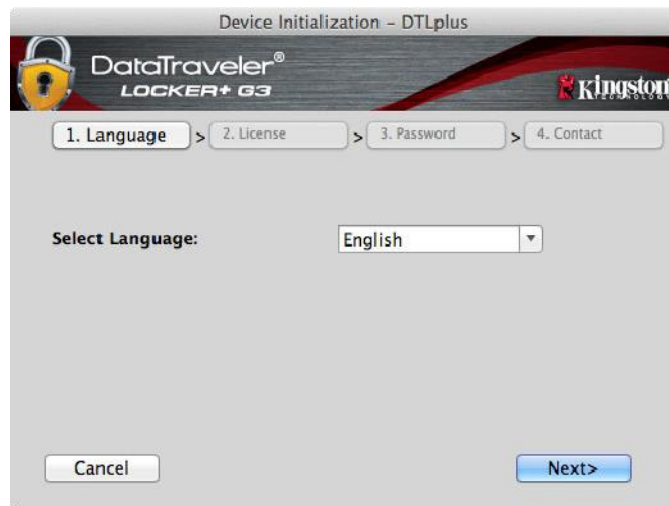 Device Initialization - DTLplus
DataTraveler®
LOCKER+ G3
Kingston
TECHNOLOGY
1. Language > 2. License > 3. Password > 4. Contact
Select Language: English
Cancel Next>